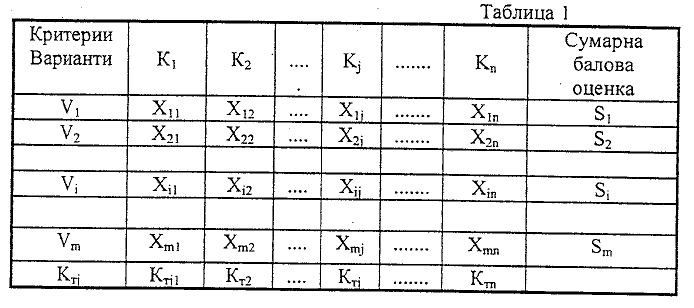 Таблица 1
Критерии Варианти K₁ K₂ .... Kⱼ ....... Kₙ Сумарна балова оценка
V₁ X₁₁ X₁₂ .... X₁ⱼ ....... X₁ₙ S₁
V₂ X₂₁ X₂₂ .... X₂ⱼ ....... X₂ₙ S₂
Vᵢ Xᵢ₁ Xᵢ₂ .... Xᵢⱼ ....... Xᵢₙ Sᵢ
Vₘ Xₘ₁ Xₘ₂ .... Xₘⱼ ....... Xₘₙ Sₘ
Kтⱼ Kтⱼ₁ Kт₂ .... Kтⱼ ....... Kтₙ